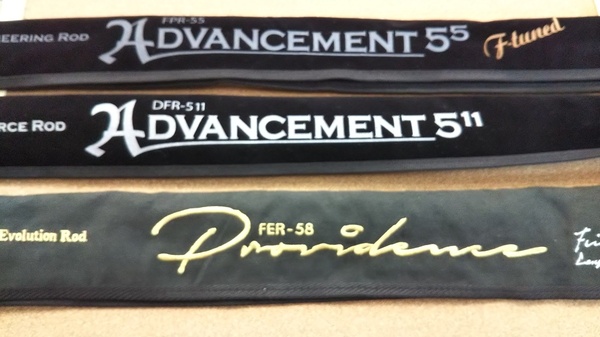 FPR-55
EERING ROD ADVANCEMENT 5⁵ F-tuned
DFR-511
RCE ROD ADVANCEMENT 5¹¹
FER-58
Evolution Rod Providence